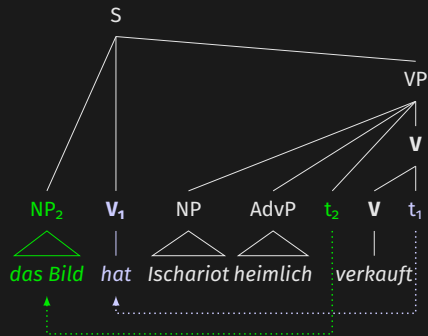 S
VP
V
NP₂ V₁ NP AdvP t₂ V t₁
das Bild hat Ischariot heimlich verkauft